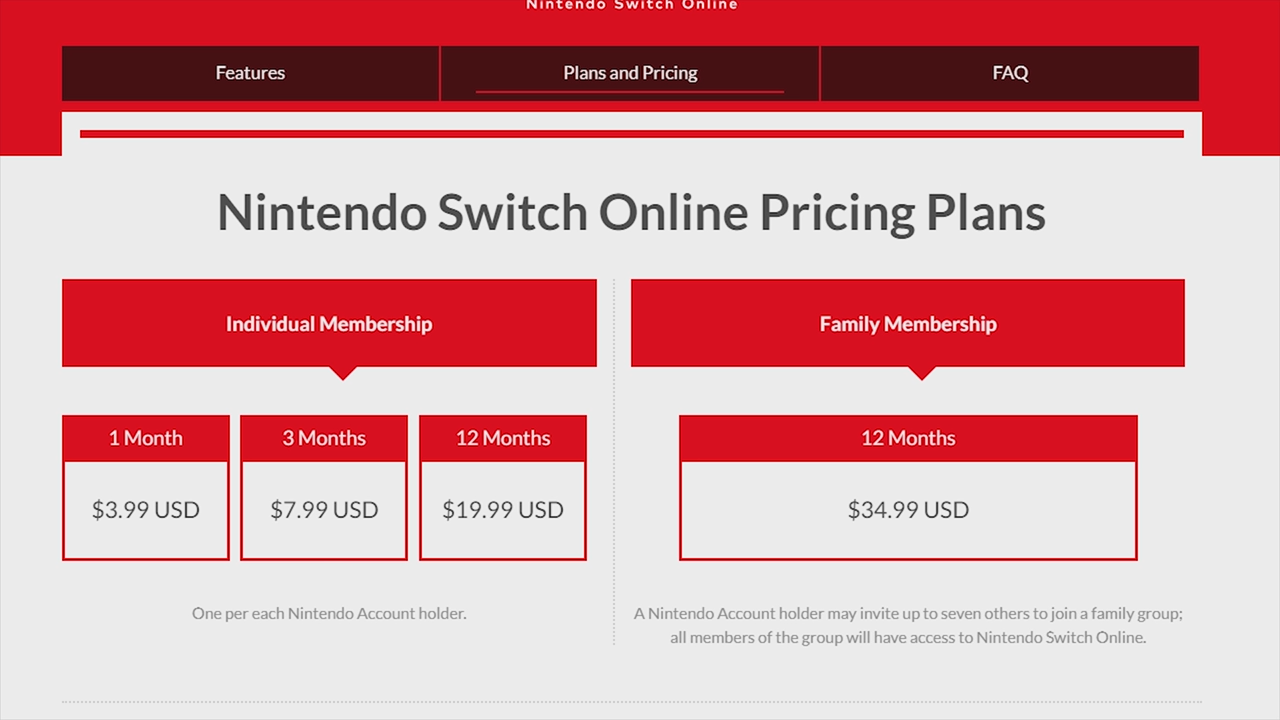 Nintendo Switch Online
Features
Plans and Pricing
FAQ
Nintendo Switch Online Pricing Plans
Individual Membership
Family Membership
1 Month
3 Months
12 Months
12 Months
$3.99 USD
$7.99 USD
$19.99 USD
$34.99 USD
One per each Nintendo Account holder.
A Nintendo Account holder may invite up to seven others to join a family group;
all members of the group will have access to Nintendo Switch Online.